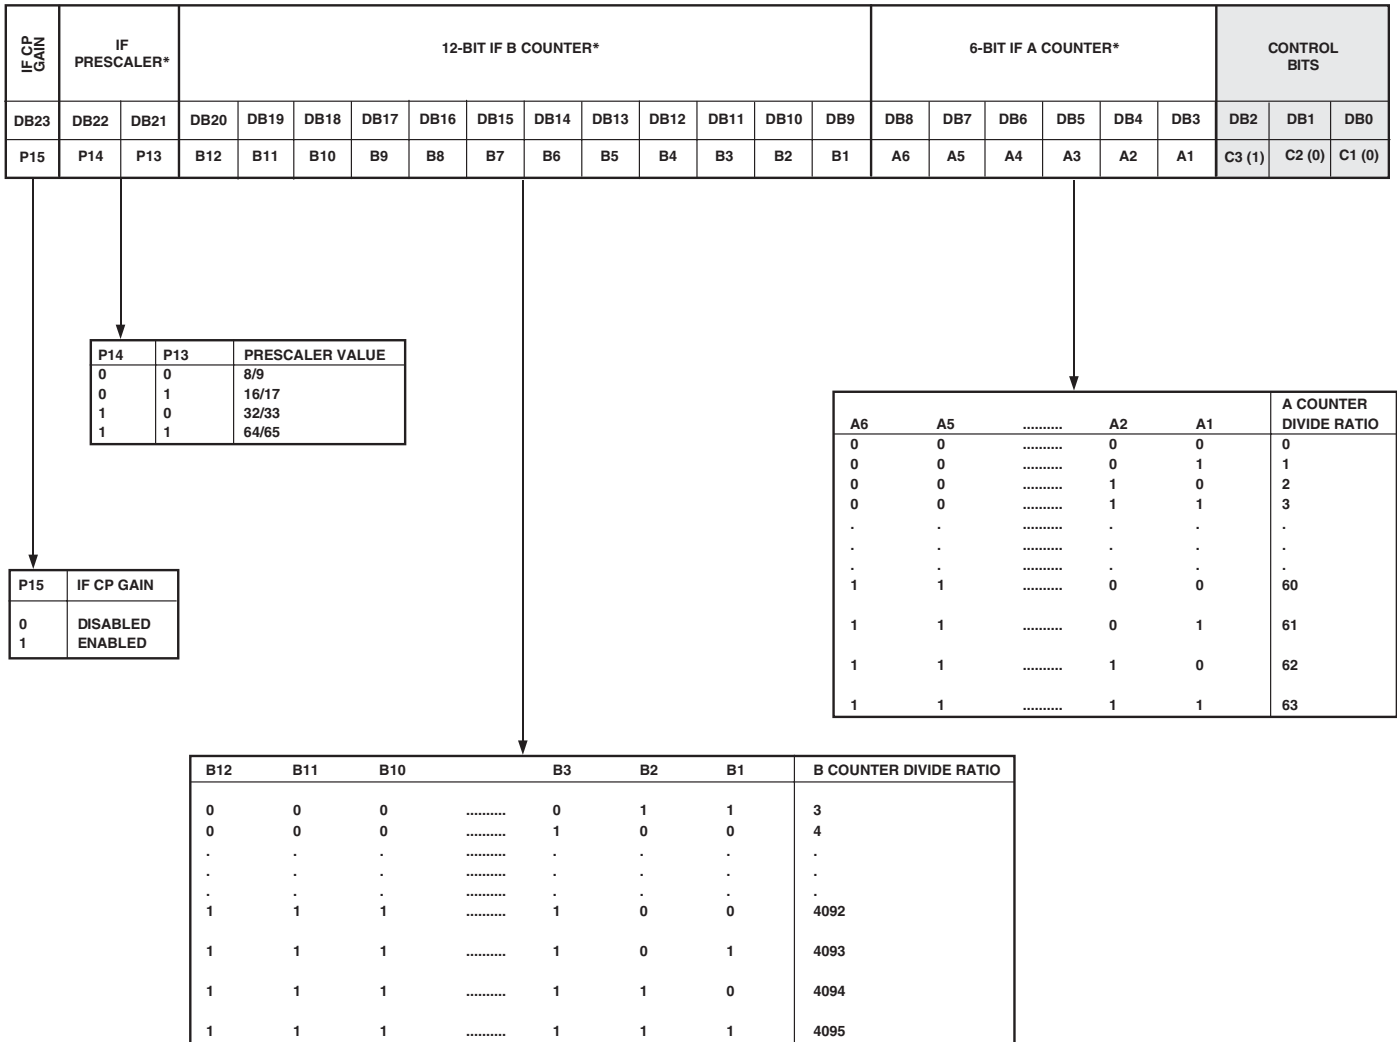 IF CP GAIN
IF PRESCALER*
12-BIT IF B COUNTER*
6-BIT IF A COUNTER*
CONTROL BITS
DB23 DB22 DB21 DB20 DB19 DB18 DB17 DB16 DB15 DB14 DB13 DB12 DB11 DB10 DB9 DB8 DB7 DB6 DB5 DB4 DB3 DB2 DB1 DB0
P15 P14 P13 B12 B11 B10 B9 B8 B7 B6 B5 B4 B3 B2 B1 A6 A5 A4 A3 A2 A1 C3 (1) C2 (0) C1 (0)
P14 P13 PRESCALER VALUE
0 0 8/9
0 1 16/17
1 0 32/33
1 1 64/65
A6 A5 .......... A2 A1 A COUNTER DIVIDE RATIO
0 0 .......... 0 0 0
0 0 .......... 0 1 1
0 0 .......... 1 0 2
0 0 .......... 1 1 3
. . .......... . . .
. . .......... . . .
. . .......... . . .
1 1 .......... 0 0 60
1 1 .......... 0 1 61
1 1 .......... 1 0 62
1 1 .......... 1 1 63
P15 IF CP GAIN
0 DISABLED
1 ENABLED
B12 B11 B10 B3 B2 B1 B COUNTER DIVIDE RATIO
0 0 0 .......... 0 1 1 3
0 0 0 .......... 1 0 0 4
. . . .......... . . . .
. . . .......... . . . .
. . . .......... . . . .
1 1 1 .......... 1 0 0 4092
1 1 1 .......... 1 0 1 4093
1 1 1 .......... 1 1 0 4094
1 1 1 .......... 1 1 1 4095